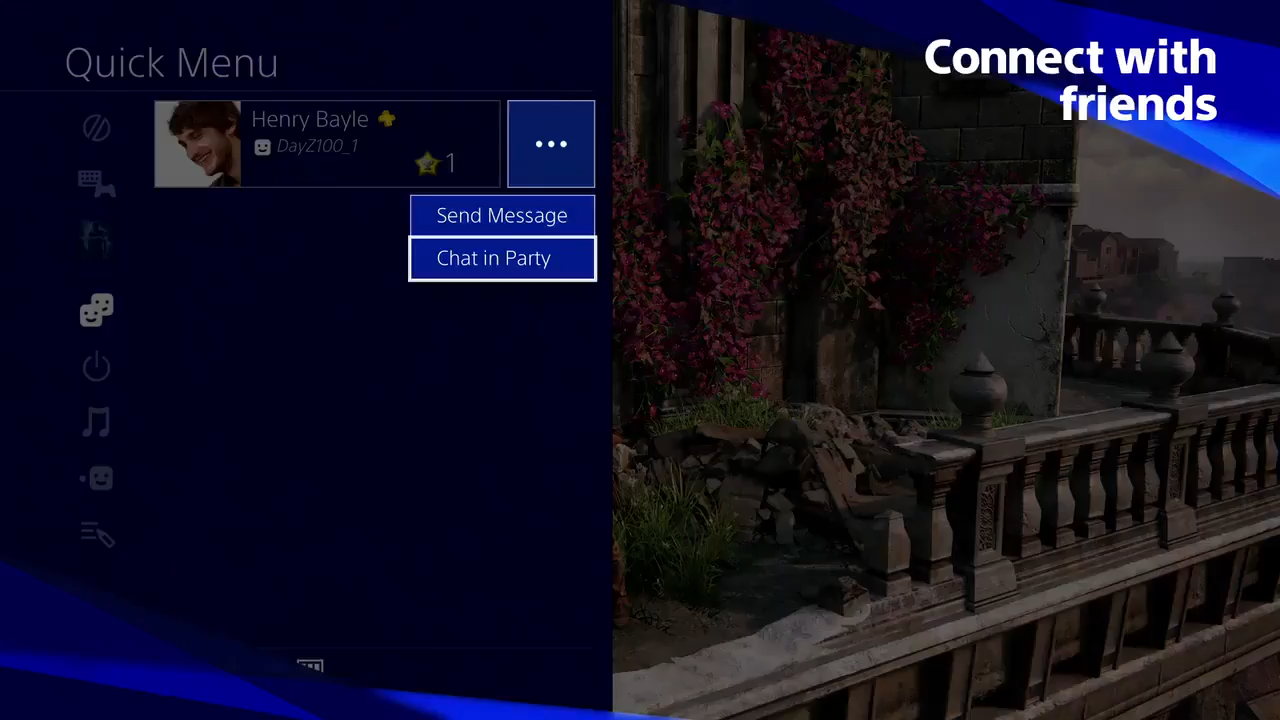 Quick Menu
Connect with
friends
Henry Bayle
DayZ100_1
1
Send Message
Chat in Party